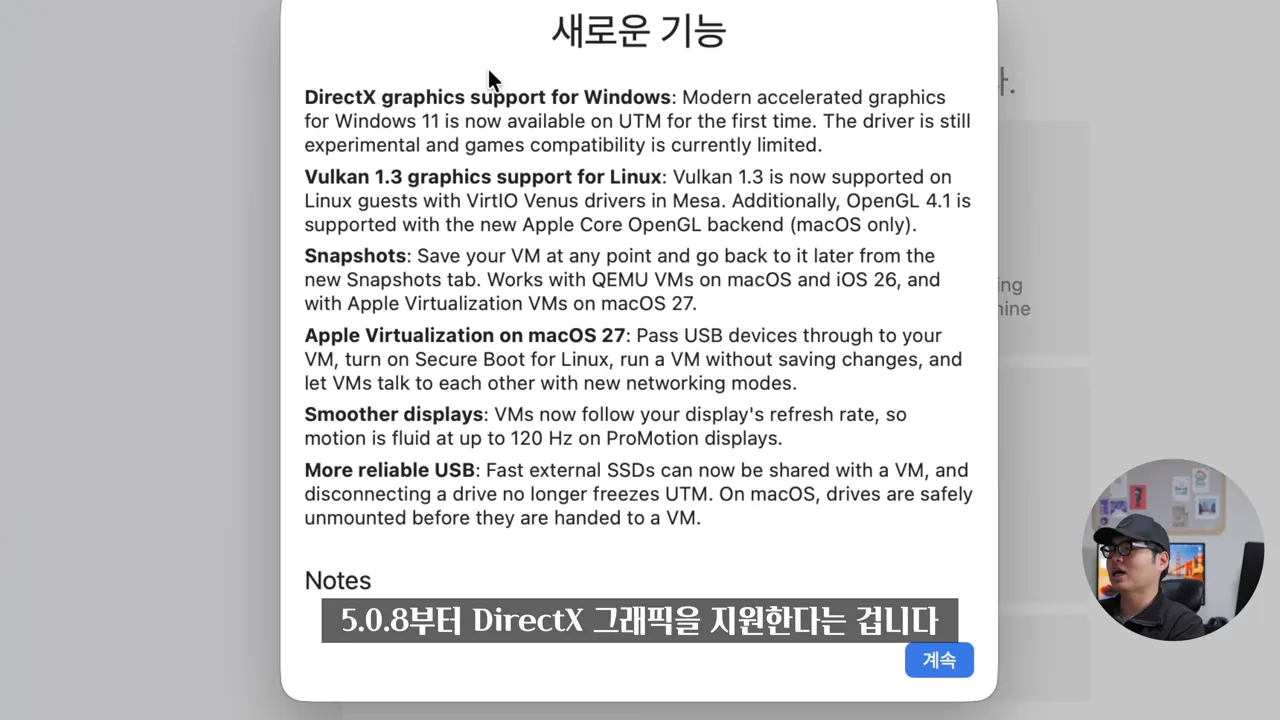 새로운 기능
DirectX graphics support for Windows: Modern accelerated graphics
for Windows 11 is now available on UTM for the first time. The driver is still
experimental and games compatibility is currently limited.
Vulkan 1.3 graphics support for Linux: Vulkan 1.3 is now supported on
Linux guests with VirtIO Venus drivers in Mesa. Additionally, OpenGL 4.1 is
supported with the new Apple Core OpenGL backend (macOS only).
Snapshots: Save your VM at any point and go back to it later from the
new Snapshots tab. Works with QEMU VMs on macOS and iOS 26, and
with Apple Virtualization VMs on macOS 27.
Apple Virtualization on macOS 27: Pass USB devices through to your
VM, turn on Secure Boot for Linux, run a VM without saving changes, and
let VMs talk to each other with new networking modes.
Smoother displays: VMs now follow your display's refresh rate, so
motion is fluid at up to 120 Hz on ProMotion displays.
More reliable USB: Fast external SSDs can now be shared with a VM, and
disconnecting a drive no longer freezes UTM. On macOS, drives are safely
unmounted before they are handed to a VM.
Notes
5.0.8부터 DirectX 그래픽을 지원한다는 겁니다
계속